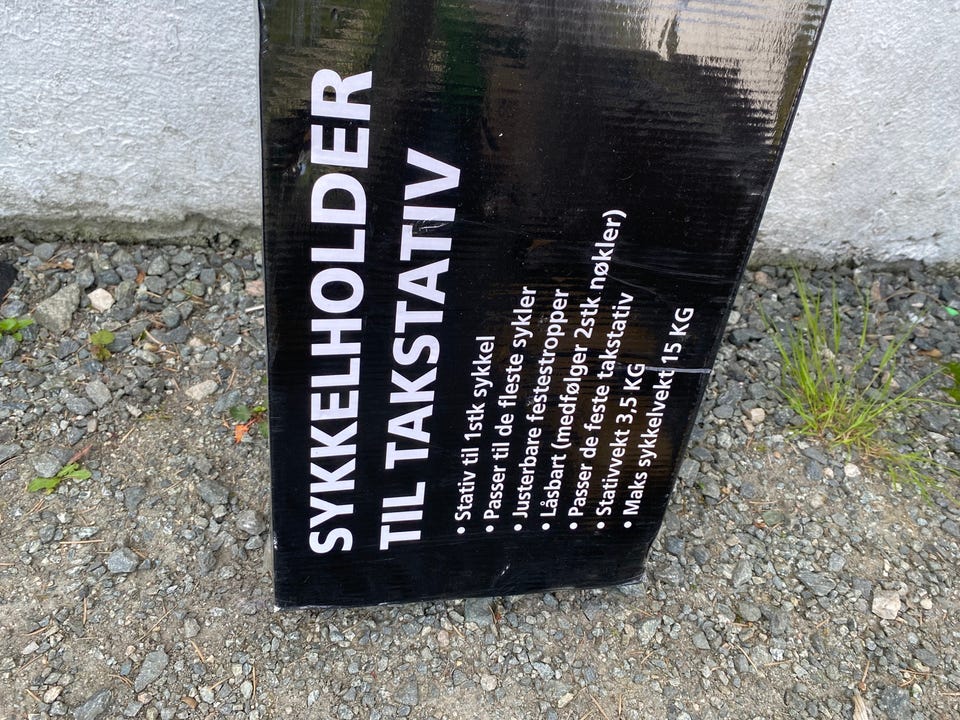 SYKKELHOLDER
TIL TAKSTATIV
• Stativ til 1stk sykkel
• Passer til de fleste sykler
• Justerbare festestropper
• Låsbart (medfølger 2stk nøkler)
• Passer de feste takstativ
• Stativvekt 3,5 KG
• Maks sykkelvekt 15 KG